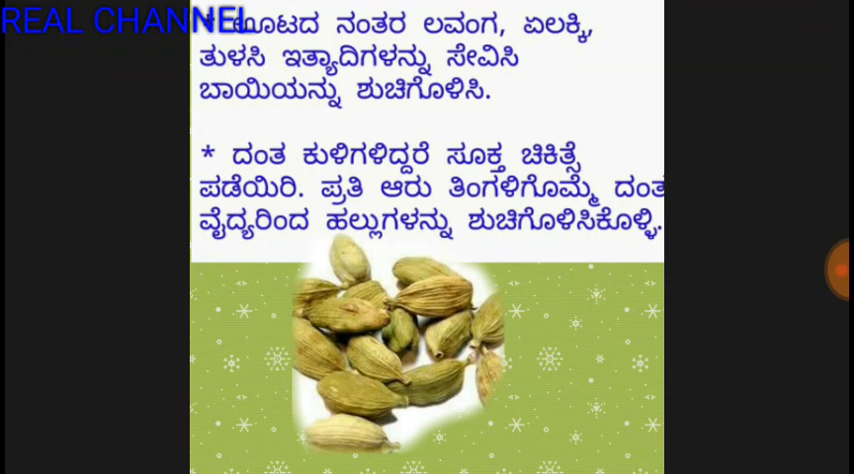 REAL CHANNEL
* ಊಟದ ನಂತರ ಲವಂಗ, ಏಲಕ್ಕಿ,
ತುಳಸಿ ಇತ್ಯಾದಿಗಳನ್ನು ಸೇವಿಸಿ
ಬಾಯಿಯನ್ನು ಶುಚಿಗೊಳಿಸಿ.
* ದಂತ ಕುಳಿಗಳಿದ್ದರೆ ಸೂಕ್ತ ಚಿಕಿತ್ಸೆ
ಪಡೆಯಿರಿ. ಪ್ರತಿ ಆರು ತಿಂಗಳಿಗೊಮ್ಮೆ ದಂತ
ವೈದ್ಯರಿಂದ ಹಲ್ಲುಗಳನ್ನು ಶುಚಿಗೊಳಿಸಿಕೊಳ್ಳಿ.